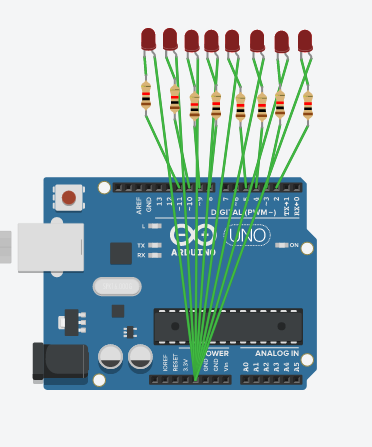 AREF
GND
13
12
~11
~10
~9
8
7
~6
~5
4
~3
2
TX→1
RX←0
DIGITAL (PWM~)
L
TX
RX
ARDUINO
UNO
ON
POWER
ANALOG IN
IOREF
RESET
3.3V
GND
GND
Vin
A0
A1
A2
A3
A4
A5